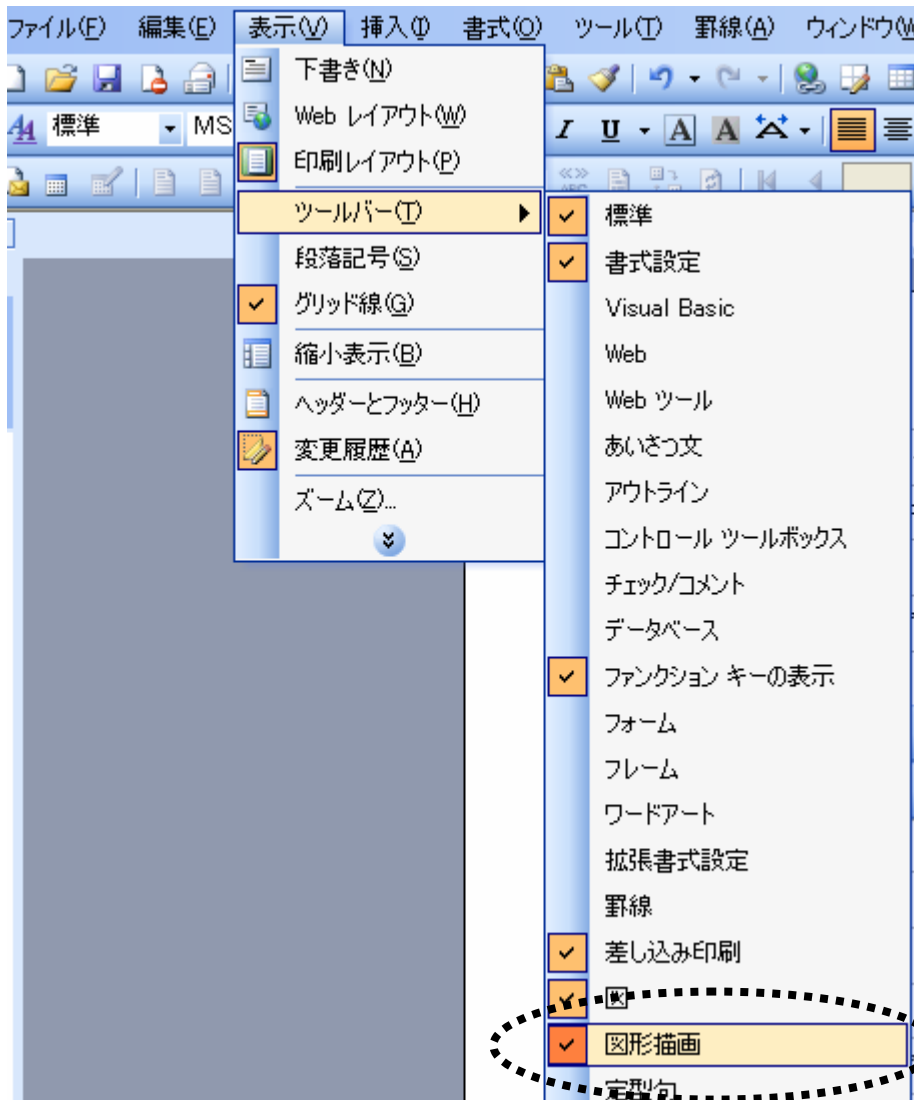 ファイル(F) 編集(E) 表示(V) 挿入(I) 書式(O) ツール(T) 罫線(A) ウィンドウ(W
標準 MS I U A A
下書き(N)
Web レイアウト(W)
印刷レイアウト(P)
ツールバー(T)
段落記号(S)
グリッド線(G)
縮小表示(B)
ヘッダーとフッター(H)
変更履歴(A)
ズーム(Z)...
標準
書式設定
Visual Basic
Web
Web ツール
あいさつ文
アウトライン
コントロール ツールボックス
チェック/コメント
データベース
ファンクション キーの表示
フォーム
フレーム
ワードアート
拡張書式設定
罫線
差し込み印刷
図
図形描画
定型句